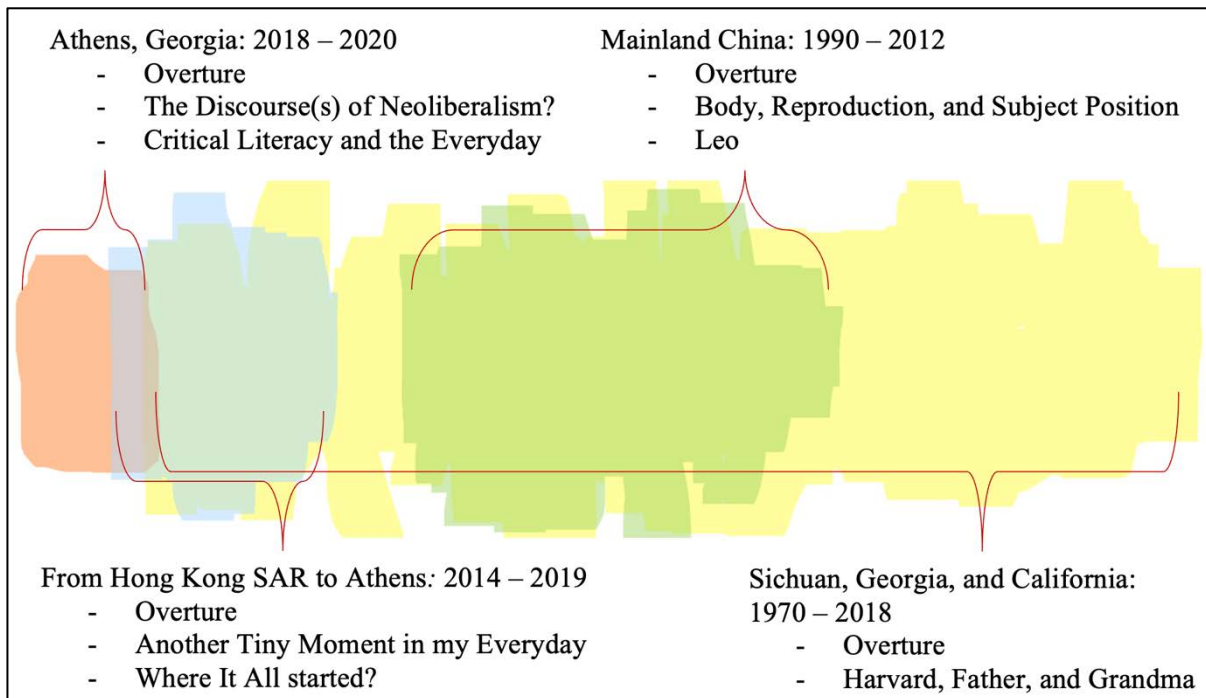 Athens, Georgia: 2018 – 2020
- Overture
- The Discourse(s) of Neoliberalism?
- Critical Literacy and the Everyday
Mainland China: 1990 – 2012
- Overture
- Body, Reproduction, and Subject Position
- Leo
From Hong Kong SAR to Athens: 2014 – 2019
- Overture
- Another Tiny Moment in my Everyday
- Where It All started?
Sichuan, Georgia, and California:
1970 – 2018
- Overture
- Harvard, Father, and Grandma